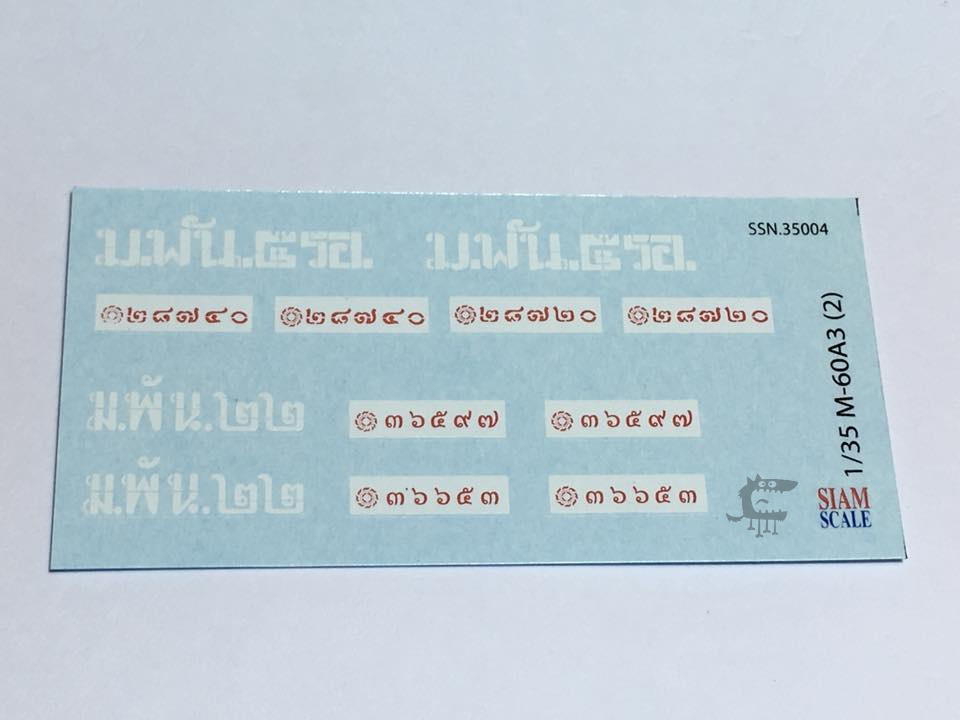 SSN.35004
ม.พัน.๕รอ. ม.พัน.๕รอ.
๒๘๗๔๐ ๒๘๗๔๐ ๒๘๗๒๐ ๒๘๗๒๐
ม.พัน.๒๒ ๓๖๕๙๗ ๓๖๕๙๗
ม.พัน.๒๒ ๓๖๖๕๓ ๓๖๖๕๓
1/35 M-60A3 (2)
SIAM
SCALE